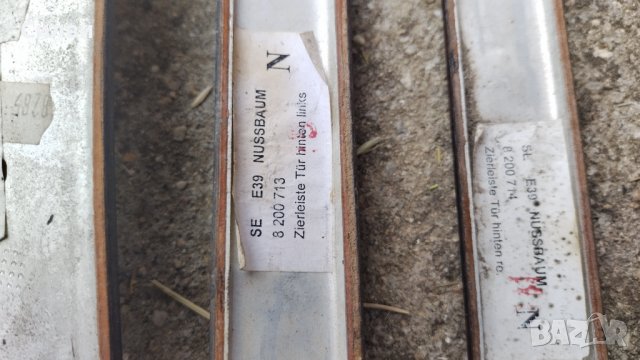 SE E39 NUSSBAUM
8 200 713
Zierleiste Tür hinten links
N
SE E39 NUSSBAUM
8 200 714
Zierleiste Tür hinten re.
N
BAZAR